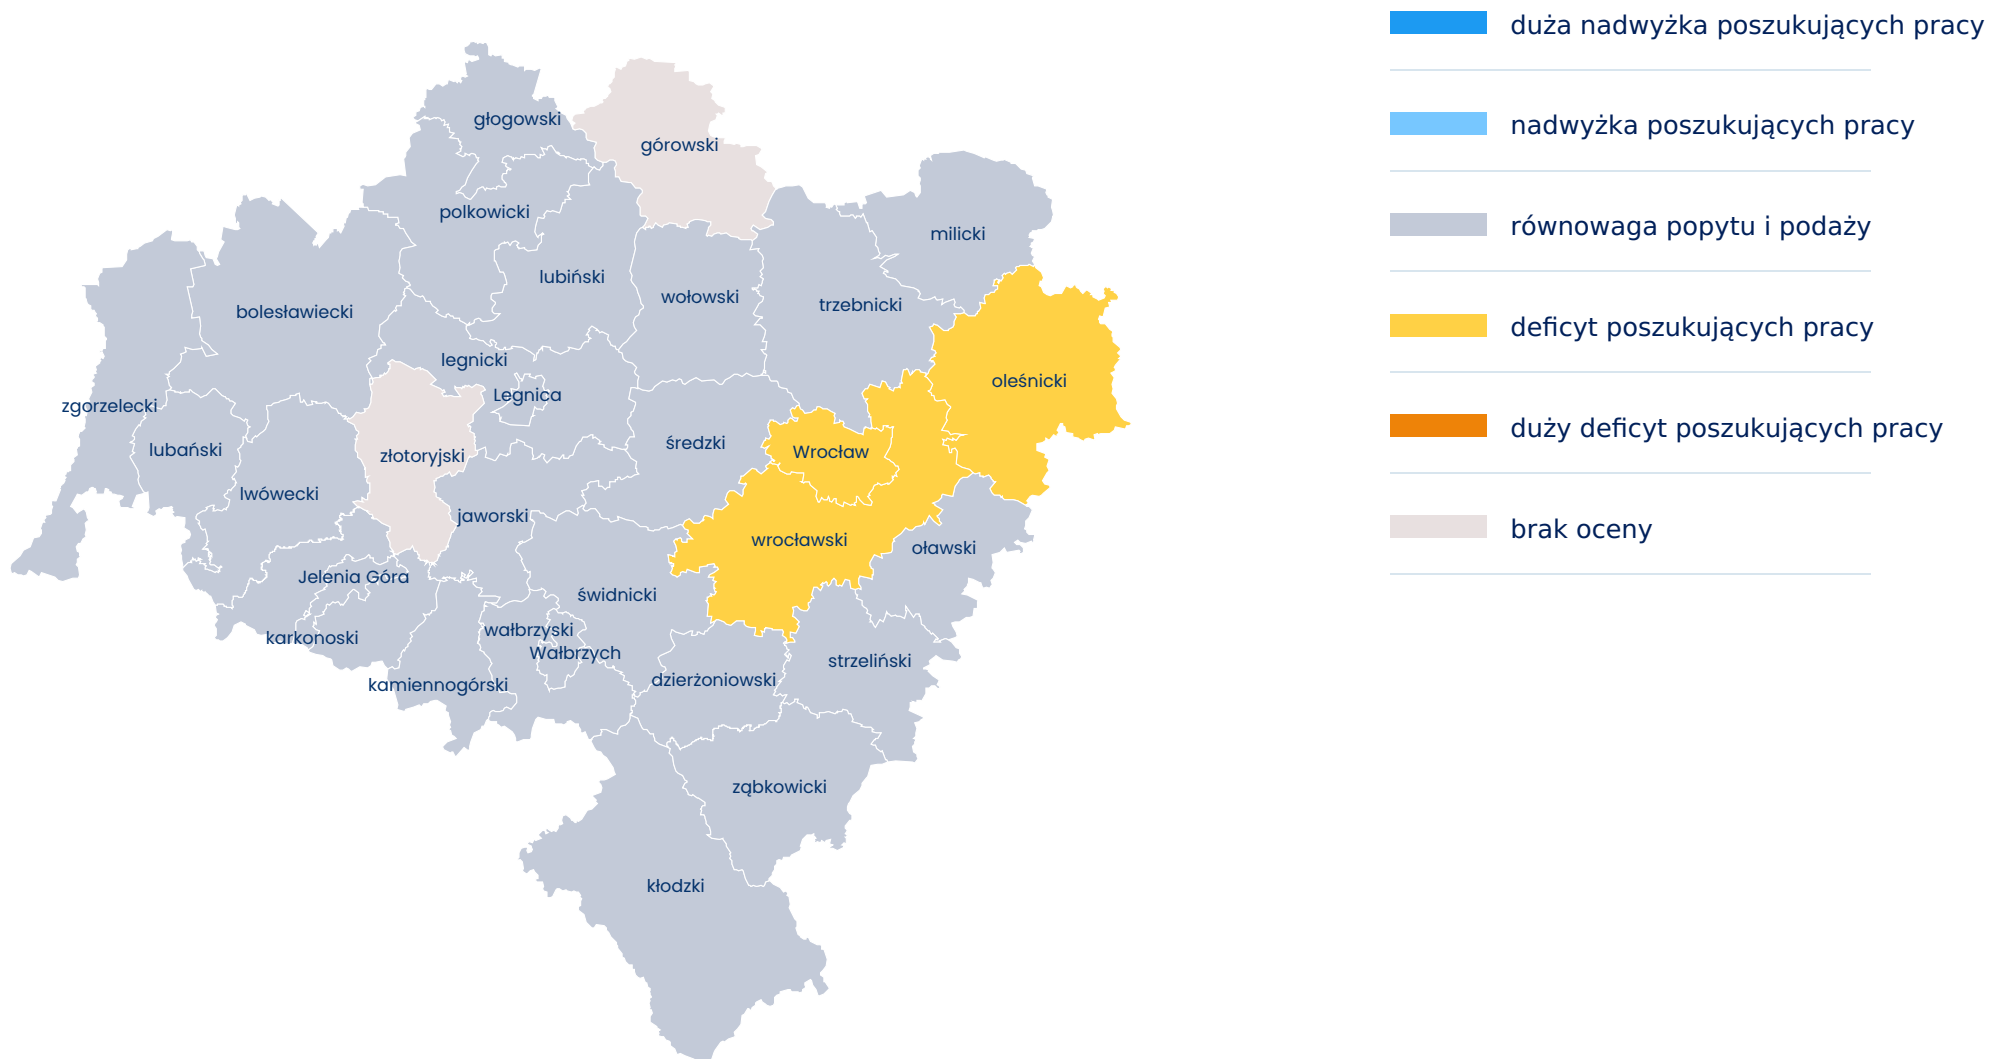 duża nadwyżka poszukujących pracy
nadwyżka poszukujących pracy
równowaga popytu i podaży
deficyt poszukujących pracy
duży deficyt poszukujących pracy
brak oceny
głogowski
górowski
polkowicki
milicki
lubiński
wołowski
trzebnicki
bolesławiecki
legnicki
oleśnicki
Legnica
zgorzelecki
średzki
lubański
Wrocław
złotoryjski
lwówecki
jaworski
wrocławski
oławski
Jelenia Góra
świdnicki
wałbrzyski
karkonoski
Wałbrzych
strzeliński
dzierżoniowski
kamiennogórski
ząbkowicki
kłodzki